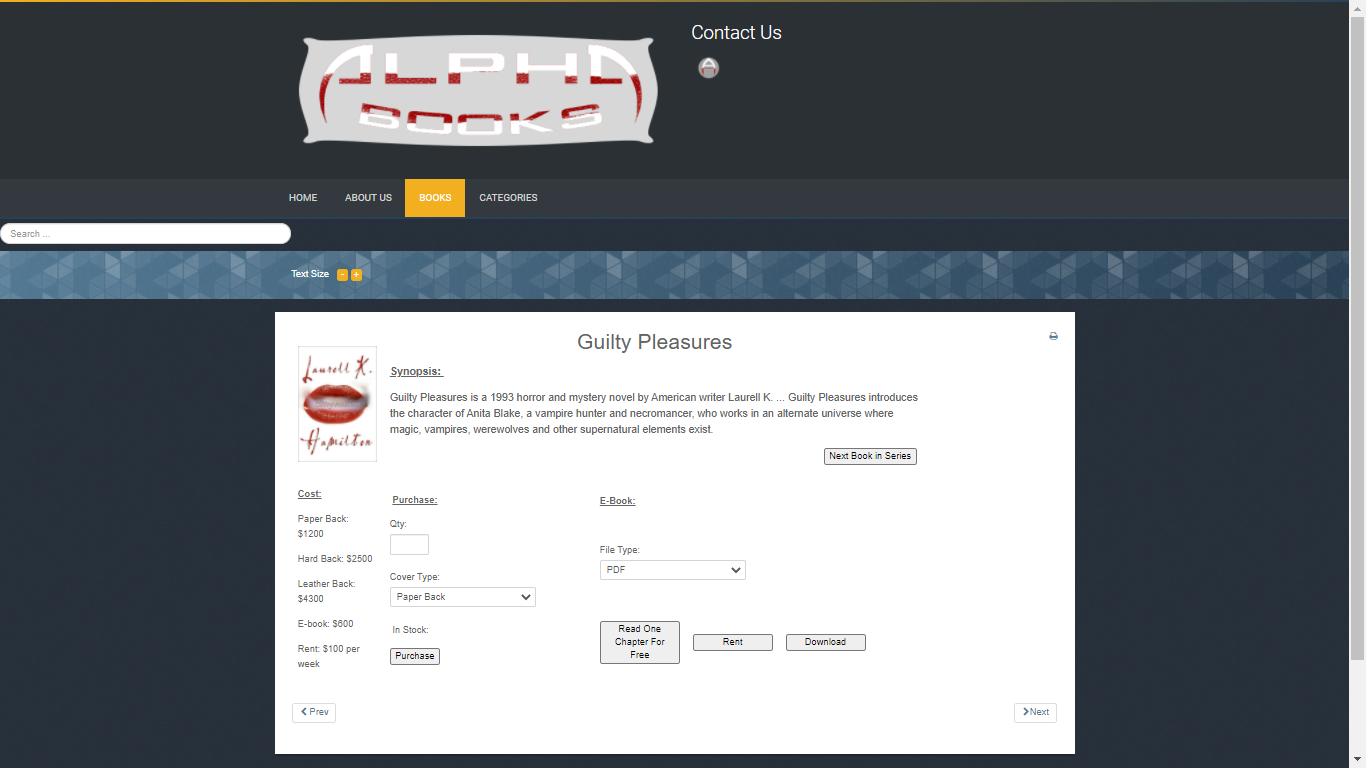 Contact Us
ALPHA
BOOKS
HOME ABOUT US BOOKS CATEGORIES
Search ...
Text Size - +
Guilty Pleasures
Laurell K.
Hamilton
Synopsis:
Guilty Pleasures is a 1993 horror and mystery novel by American writer Laurell K. ... Guilty Pleasures introduces
the character of Anita Blake, a vampire hunter and necromancer, who works in an alternate universe where
magic, vampires, werewolves and other supernatural elements exist.
Next Book in Series
Cost:
Paper Back:
$1200
Hard Back: $2500
Leather Back:
$4300
E-book: $600
Rent: $100 per
week
Purchase:
Qty:
Cover Type:
Paper Back
In Stock:
Purchase
E-Book:
File Type:
PDF
Read One
Chapter For
Free
Rent
Download
Prev
Next